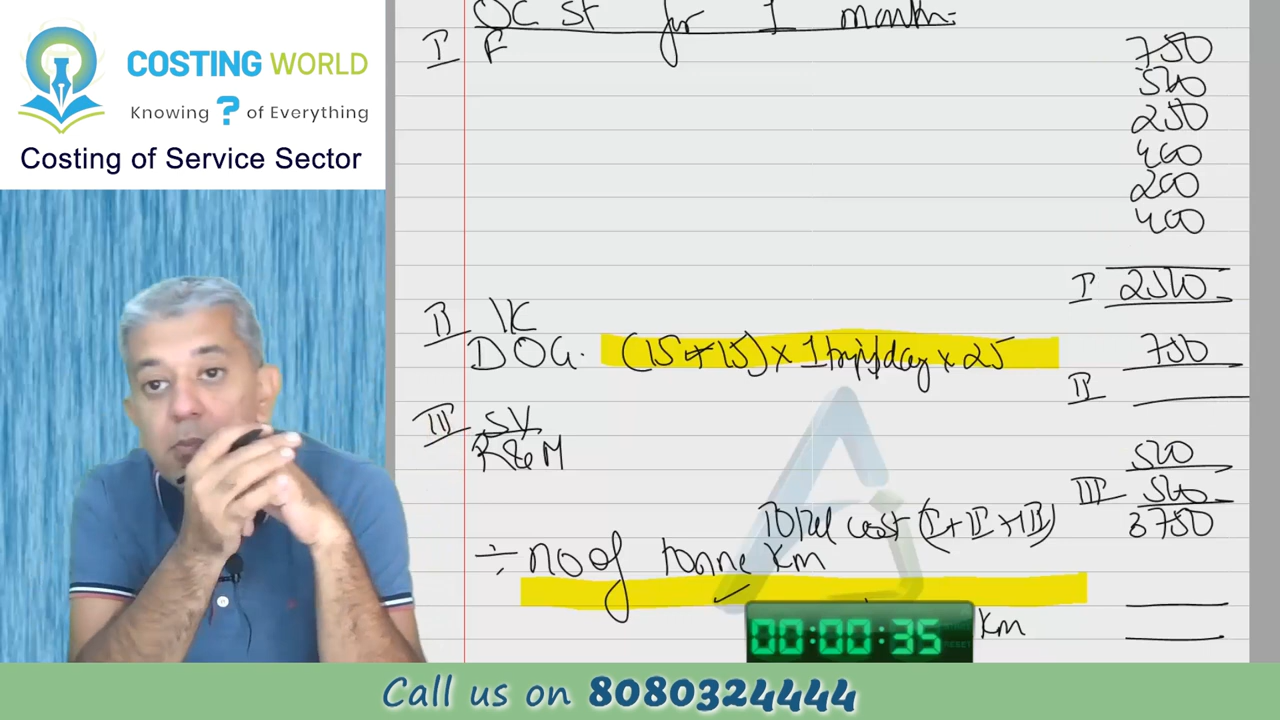 OC St for 1 month
COSTING WORLD
Knowing ? of Everything
Costing of Service Sector
I F 750
500
250
400
200
400
I 2500
II VC
DOG. (15+15) x 1 trip/day x 25 750
II
III SV
R&M 500
III 500
Total cost (I+II+III) 3750
÷ no of tonne km
00:00:35
km
Call us on 8080324444